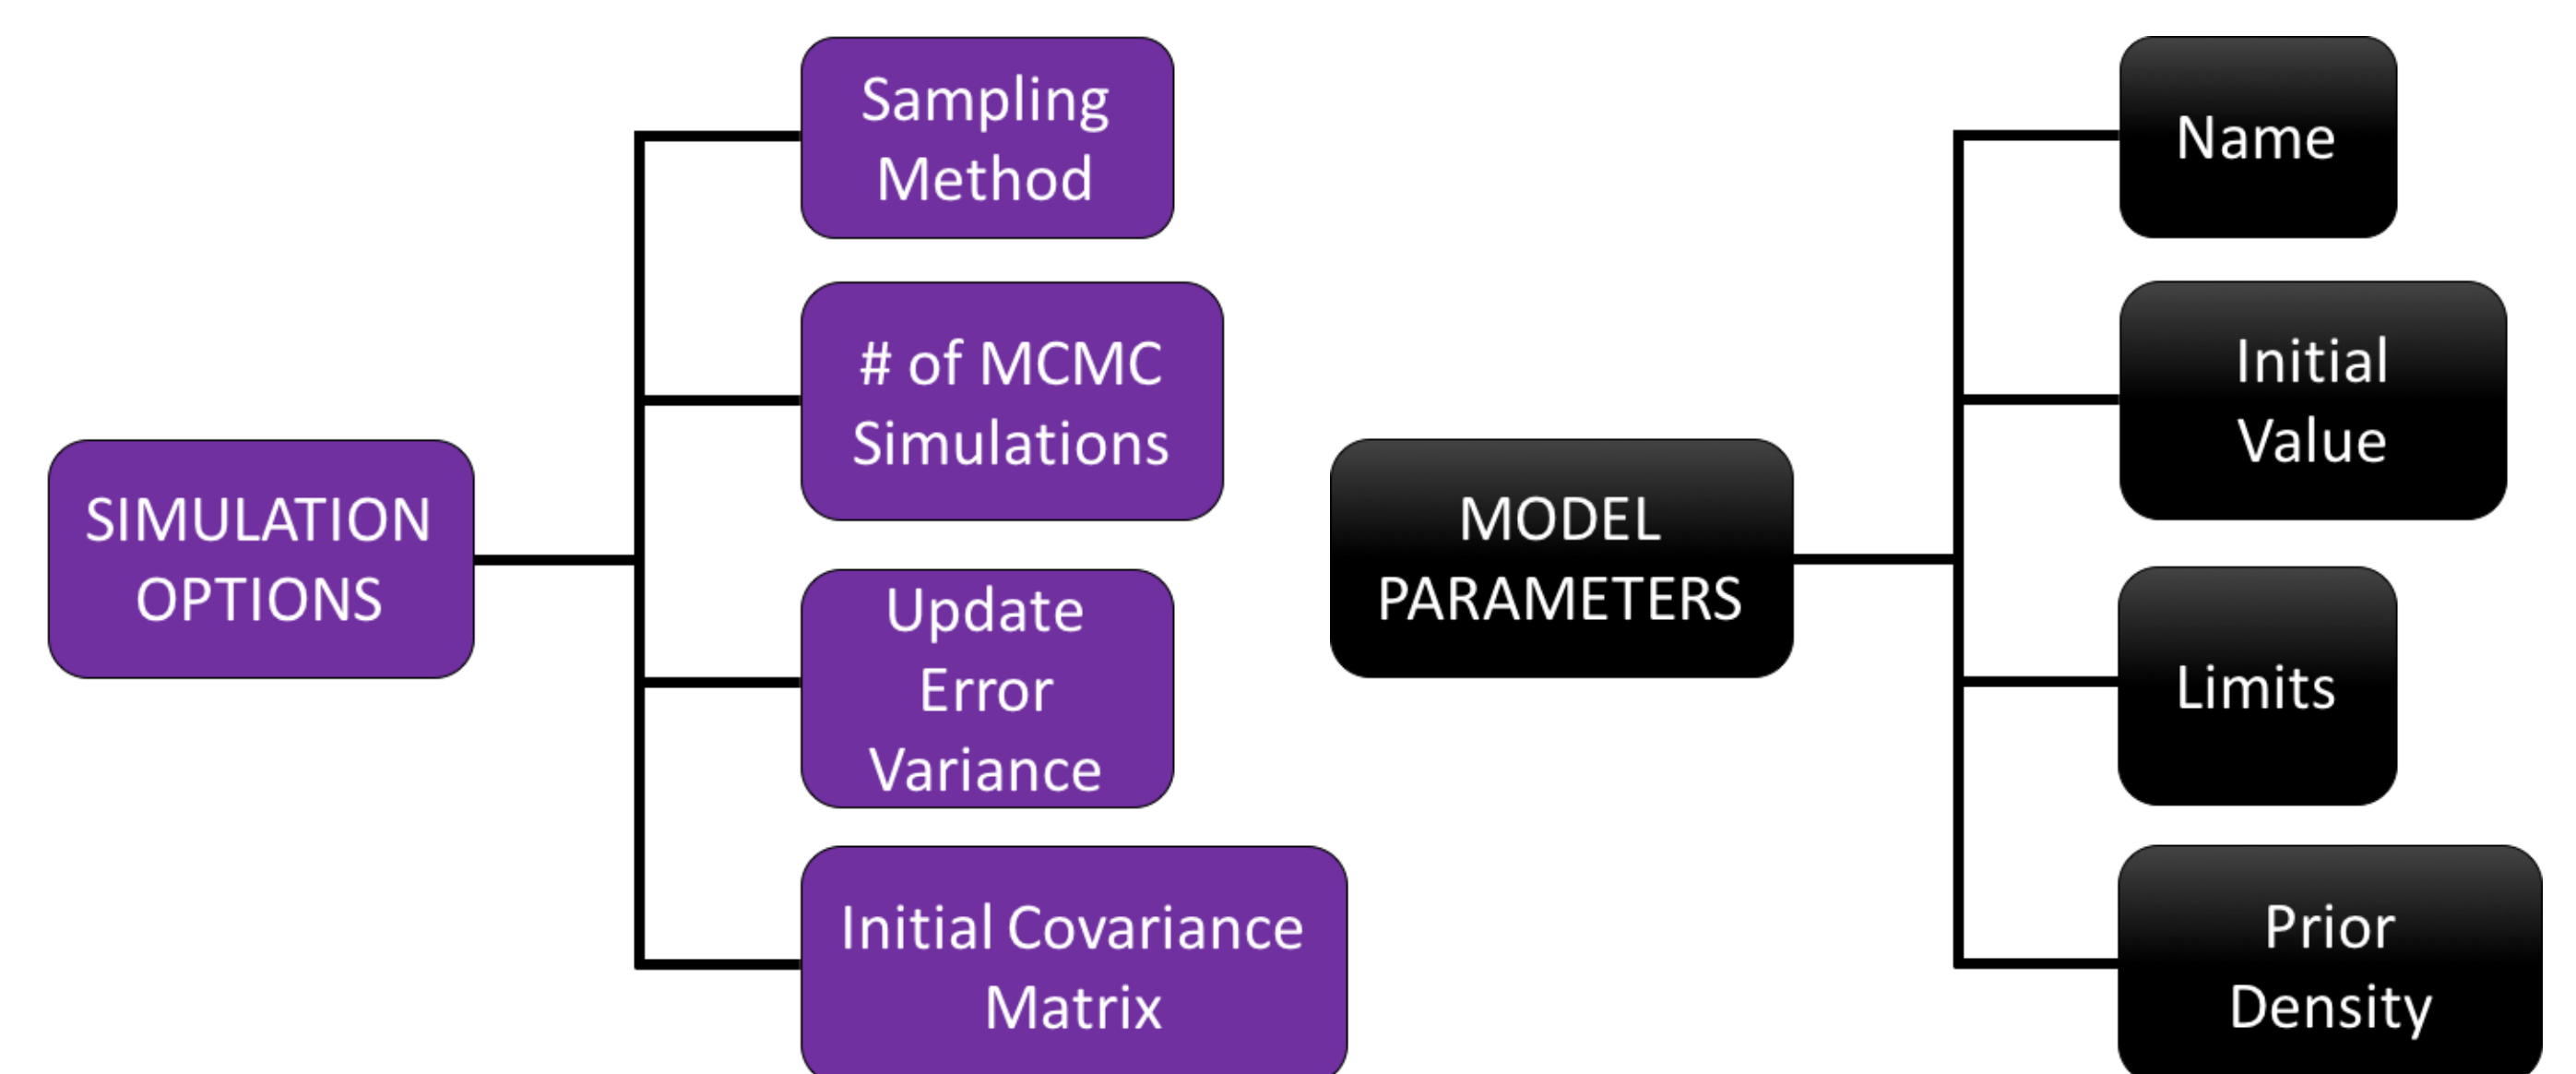 SIMULATION
OPTIONS
Sampling
Method
# of MCMC
Simulations
Update
Error
Variance
Initial Covariance
Matrix
MODEL
PARAMETERS
Name
Initial
Value
Limits
Prior
Density